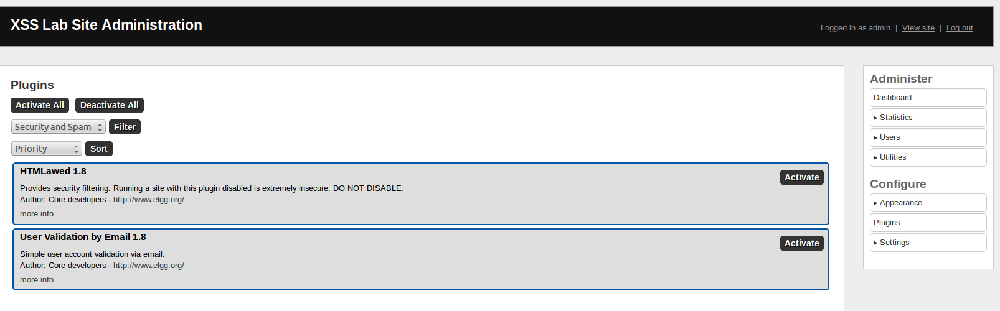 XSS Lab Site Administration
Logged in as admin | View site | Log out
Plugins
Activate All Deactivate All
Security and Spam Filter
Priority Sort
HTMLawed 1.8
Activate
Provides security filtering. Running a site with this plugin disabled is extremely insecure. DO NOT DISABLE.
Author: Core developers - http://www.elgg.org/
more info
User Validation by Email 1.8
Activate
Simple user account validation via email.
Author: Core developers - http://www.elgg.org/
more info
Administer
Dashboard
▸ Statistics
▸ Users
▸ Utilities
Configure
▸ Appearance
Plugins
▸ Settings